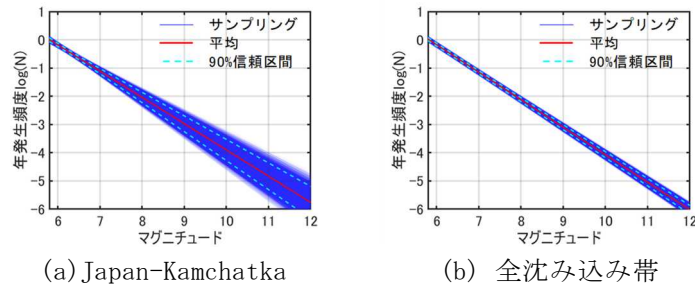 サンプリング
平均
90%信頼区間
年発生頻度log(N)
1
0
-1
-2
-3
-4
-5
-6
6 7 8 9 10 11 12
マグニチュード
(a)Japan-Kamchatka
サンプリング
平均
90%信頼区間
年発生頻度log(N)
1
0
-1
-2
-3
-4
-5
-6
6 7 8 9 10 11 12
マグニチュード
(b) 全沈み込み帯